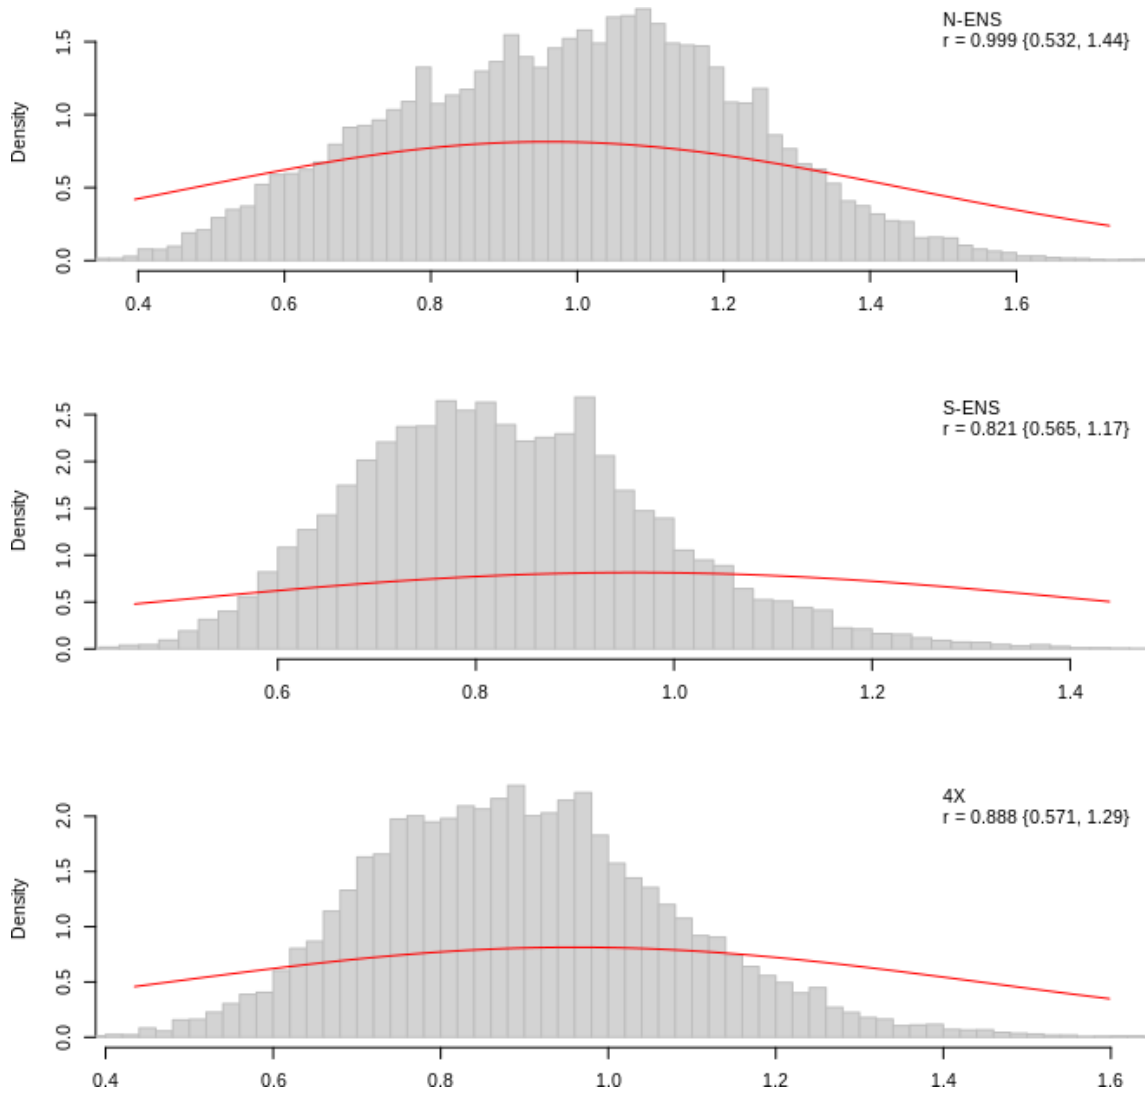 N-ENS
r = 0.999 {0.532, 1.44}
Density
0.0 0.5 1.0 1.5
0.4 0.6 0.8 1.0 1.2 1.4 1.6
S-ENS
r = 0.821 {0.565, 1.17}
Density
0.0 0.5 1.0 1.5 2.0 2.5
0.6 0.8 1.0 1.2 1.4
4X
r = 0.888 {0.571, 1.29}
Density
0.0 0.5 1.0 1.5 2.0
0.4 0.6 0.8 1.0 1.2 1.4 1.6